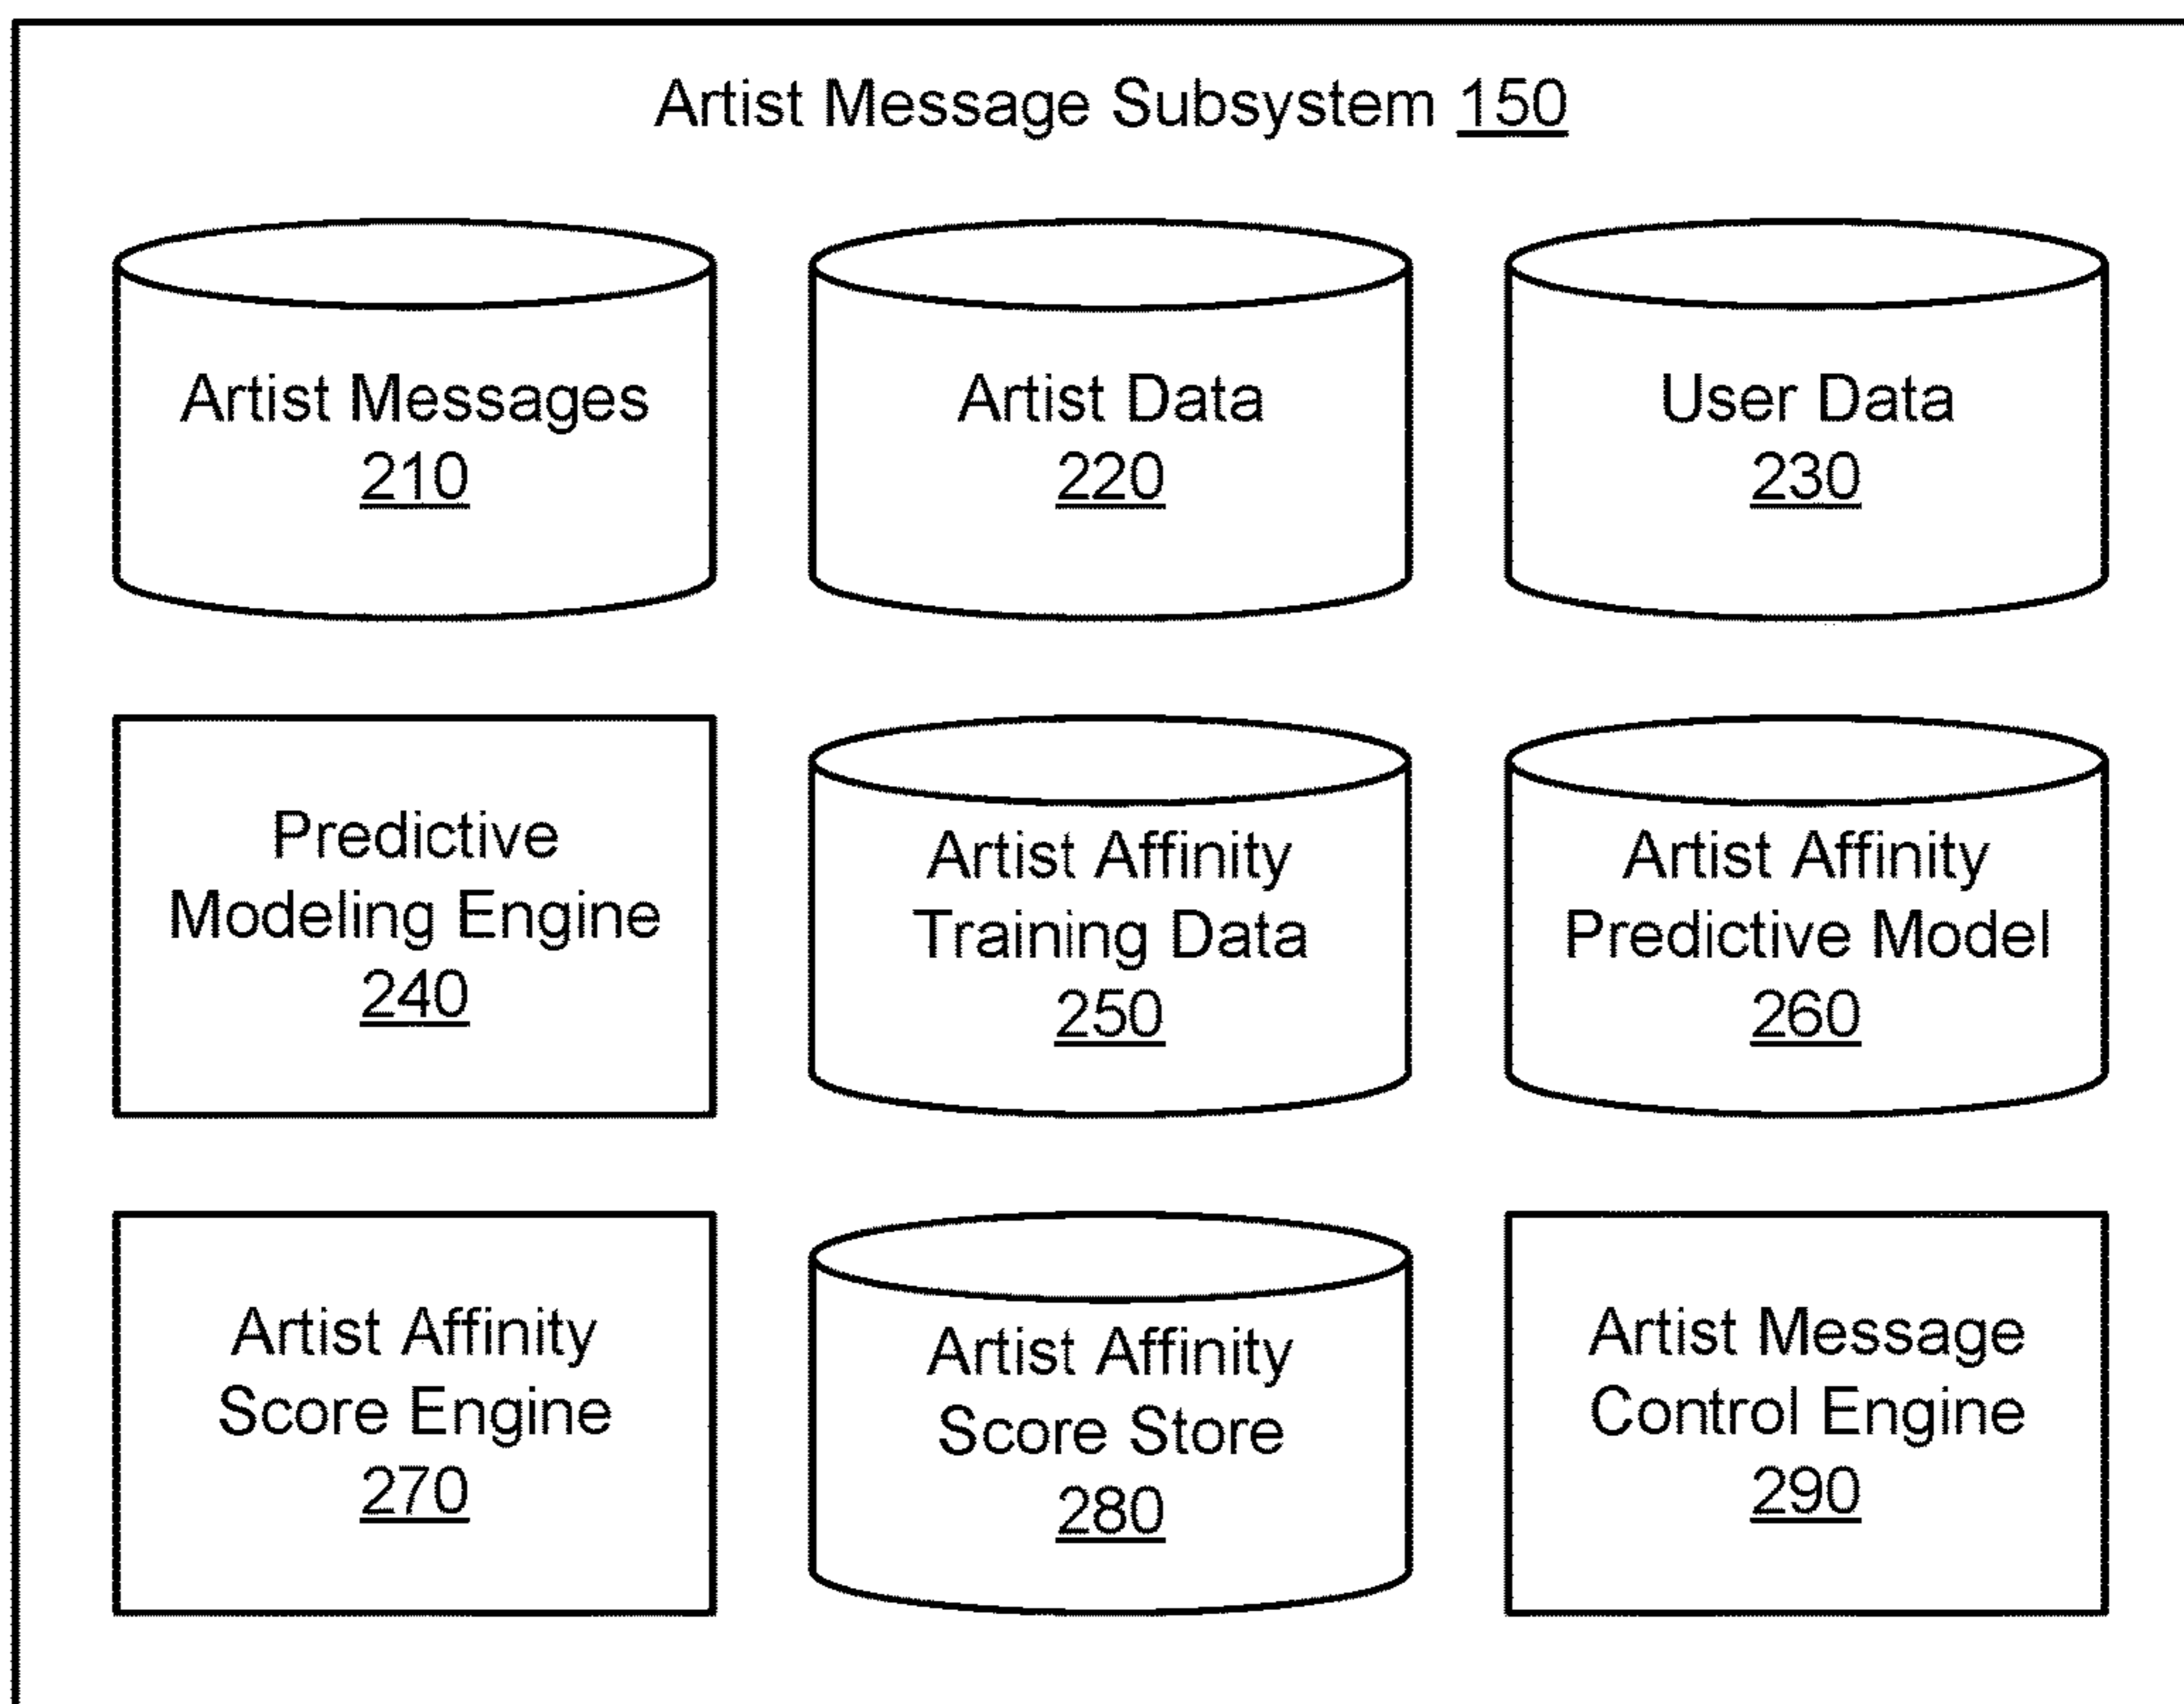 Artist Message Subsystem 150
Artist Messages
210
Artist Data
220
User Data
230
Predictive
Modeling Engine
240
Artist Affinity
Training Data
250
Artist Affinity
Predictive Model
260
Artist Affinity
Score Engine
270
Artist Affinity
Score Store
280
Artist Message
Control Engine
290